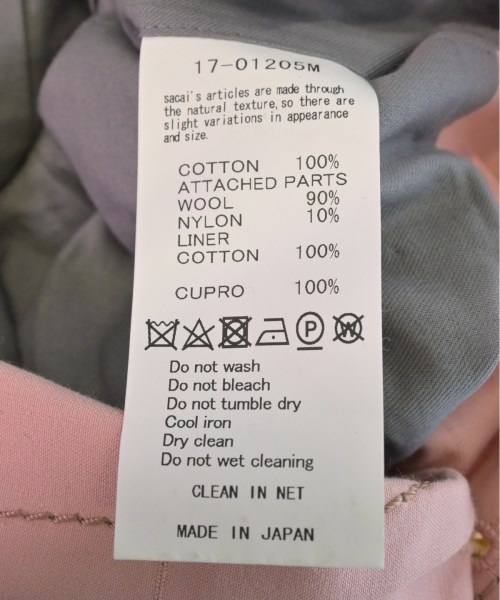 17-01205M
sacai's articles are made through
the natural texture, so there are
slight variations in appearance
and size.
COTTON 100%
ATTACHED PARTS
WOOL 90%
NYLON 10%
LINER
COTTON 100%
CUPRO 100%
P W
Do not wash
Do not bleach
Do not tumble dry
Cool iron
Dry clean
Do not wet cleaning
CLEAN IN NET
MADE IN JAPAN